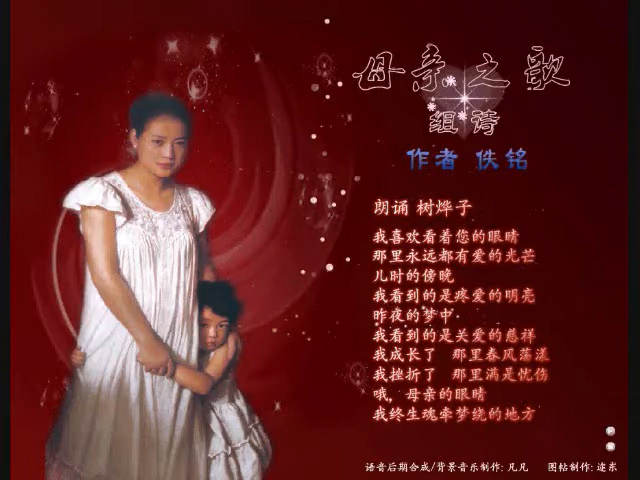 母亲之歌
组诗
作者 佚铭
朗诵 树烨子
我喜欢看着您的眼睛
那里永远都有爱的光芒
儿时的傍晚
我看到的是疼爱的明亮
昨夜的梦中
我看到的是关爱的慈祥
我成长了 那里春风荡漾
我挫折了 那里满是忧伤
哦，母亲的眼睛
我终生魂牵梦绕的地方
语音后期合成/背景音乐制作: 凡凡 图帖制作: 逵东